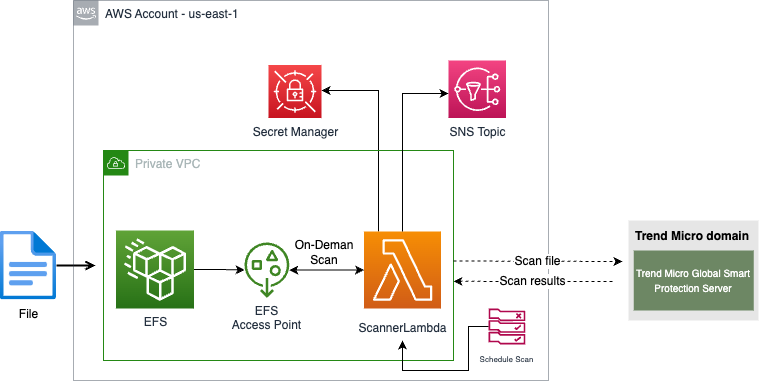 aws
AWS Account - us-east-1
Secret Manager
SNS Topic
Private VPC
Trend Micro domain
On-Deman
Scan
Scan file
Trend Micro Global Smart
Protection Server
Scan results
File
EFS
EFS
Access Point
ScannerLambda
Schedule Scan